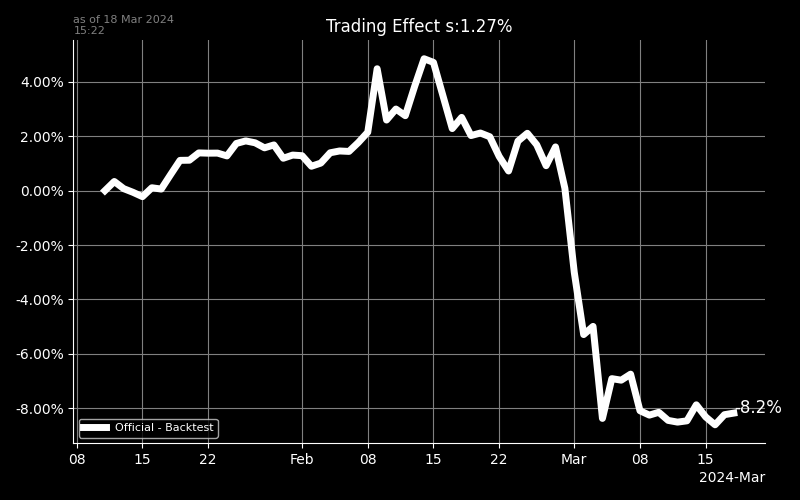 as of 18 Mar 2024
15:22
Trading Effect s:1.27%
4.00%
2.00%
0.00%
-2.00%
-4.00%
-6.00%
-8.00%
-8.2%
Official - Backtest
08 15 22 Feb 08 15 22 Mar 08 15
2024-Mar